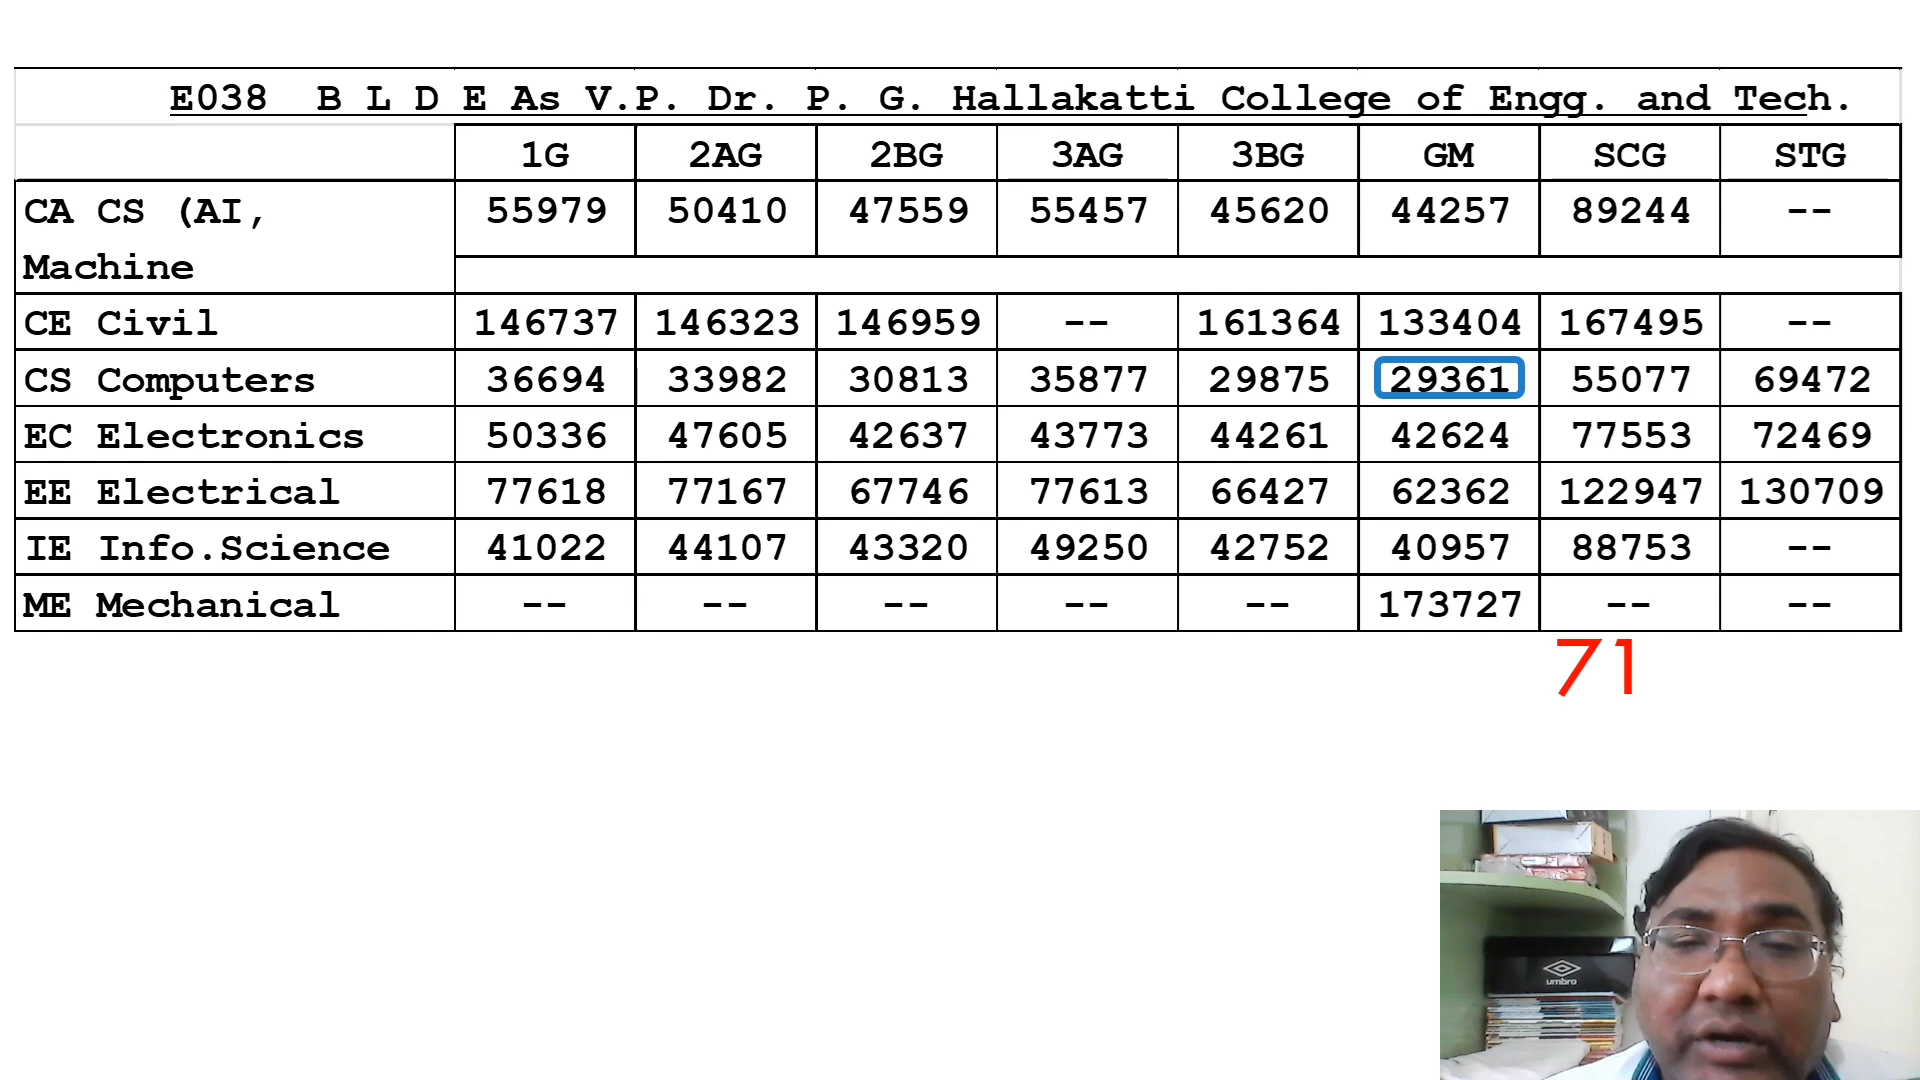 E038 B L D E As V.P. Dr. P. G. Hallakatti College of Engg. and Tech.
1G 2AG 2BG 3AG 3BG GM SCG STG
CA CS (AI, 55979 50410 47559 55457 45620 44257 89244 --
Machine
CE Civil 146737 146323 146959 -- 161364 133404 167495 --
CS Computers 36694 33982 30813 35877 29875 29361 55077 69472
EC Electronics 50336 47605 42637 43773 44261 42624 77553 72469
EE Electrical 77618 77167 67746 77613 66427 62362 122947 130709
IE Info.Science 41022 44107 43320 49250 42752 40957 88753 --
ME Mechanical -- -- -- -- -- 173727 -- --
71
umbro